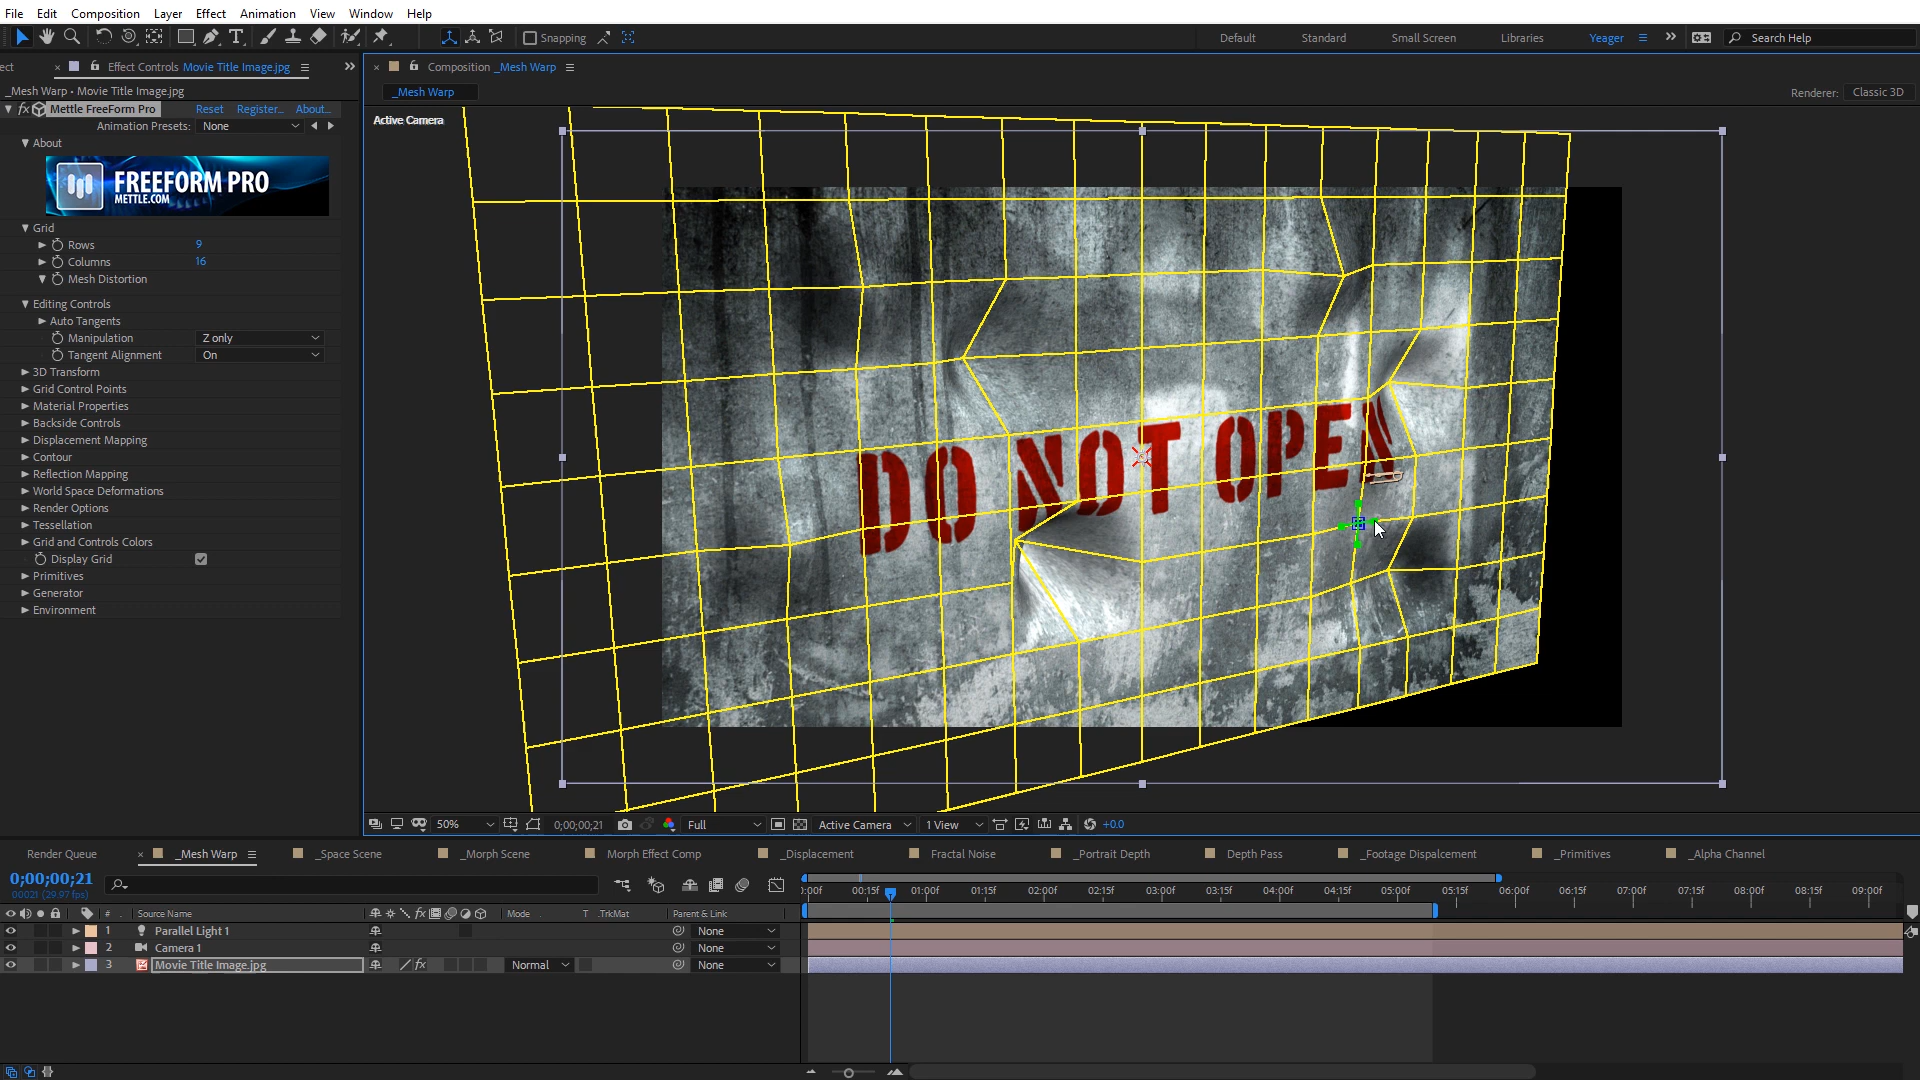 File Edit Composition Layer Effect Animation View Window Help
Snapping Default Standard Small Screen Libraries Yeager Search Help
ect × Effect Controls Movie Title Image.jpg
× Composition _Mesh Warp
_Mesh Warp • Movie Title Image.jpg
_Mesh Warp
Renderer: Classic 3D
fx Mettle FreeForm Pro Reset Register... About...
Animation Presets: None
Active Camera
About
FREEFORM PRO
METTLE.COM
Grid
Rows 9
Columns 16
Mesh Distortion
Editing Controls
Auto Tangents
Manipulation Z only
Tangent Alignment On
3D Transform
Grid Control Points
Material Properties
Backside Controls
Displacement Mapping
Contour
Reflection Mapping
World Space Deformations
Render Options
Tessellation
Grid and Controls Colors
Display Grid
Primitives
Generator
Environment
DO NOT OPEN
50% 0;00;00;21 Full Active Camera 1 View +0.0
Render Queue × _Mesh Warp _Space Scene _Morph Scene Morph Effect Comp _Displacement Fractal Noise _Portrait Depth Depth Pass _Footage Dispalcement _Primitives _Alpha Channel
0;00;00;21
00021 (29.97 fps)
):00f 00:15f 01:00f 01:15f 02:00f 02:15f 03:00f 03:15f 04:00f 04:15f 05:00f 05:15f 06:00f 06:15f 07:00f 07:15f 08:00f 08:15f 09:00f
# Source Name fx Mode T .TrkMat Parent & Link
1 Parallel Light 1 None
2 Camera 1 None
3 Movie Title Image.jpg fx Normal None